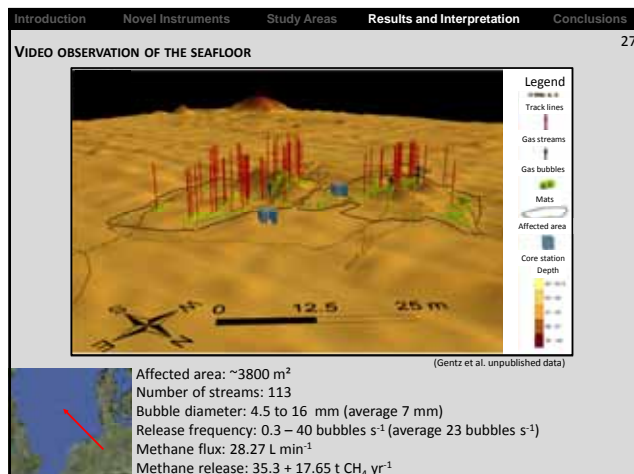 Introduction Novel Instruments Study Areas Results and Interpretation Conclusions
27
VIDEO OBSERVATION OF THE SEAFLOOR
Legend
Track lines
Gas streams
Gas bubbles
Mats
Affected area
Core station
Depth
S W E N
0 12.5 25 m
(Gentz et al. unpublished data)
Affected area: ~3800 m²
Number of streams: 113
Bubble diameter: 4.5 to 16 mm (average 7 mm)
Release frequency: 0.3 – 40 bubbles s⁻¹ (average 23 bubbles s⁻¹)
Methane flux: 28.27 L min⁻¹
Methane release: 35.3 + 17.65 t CH₄ yr⁻¹